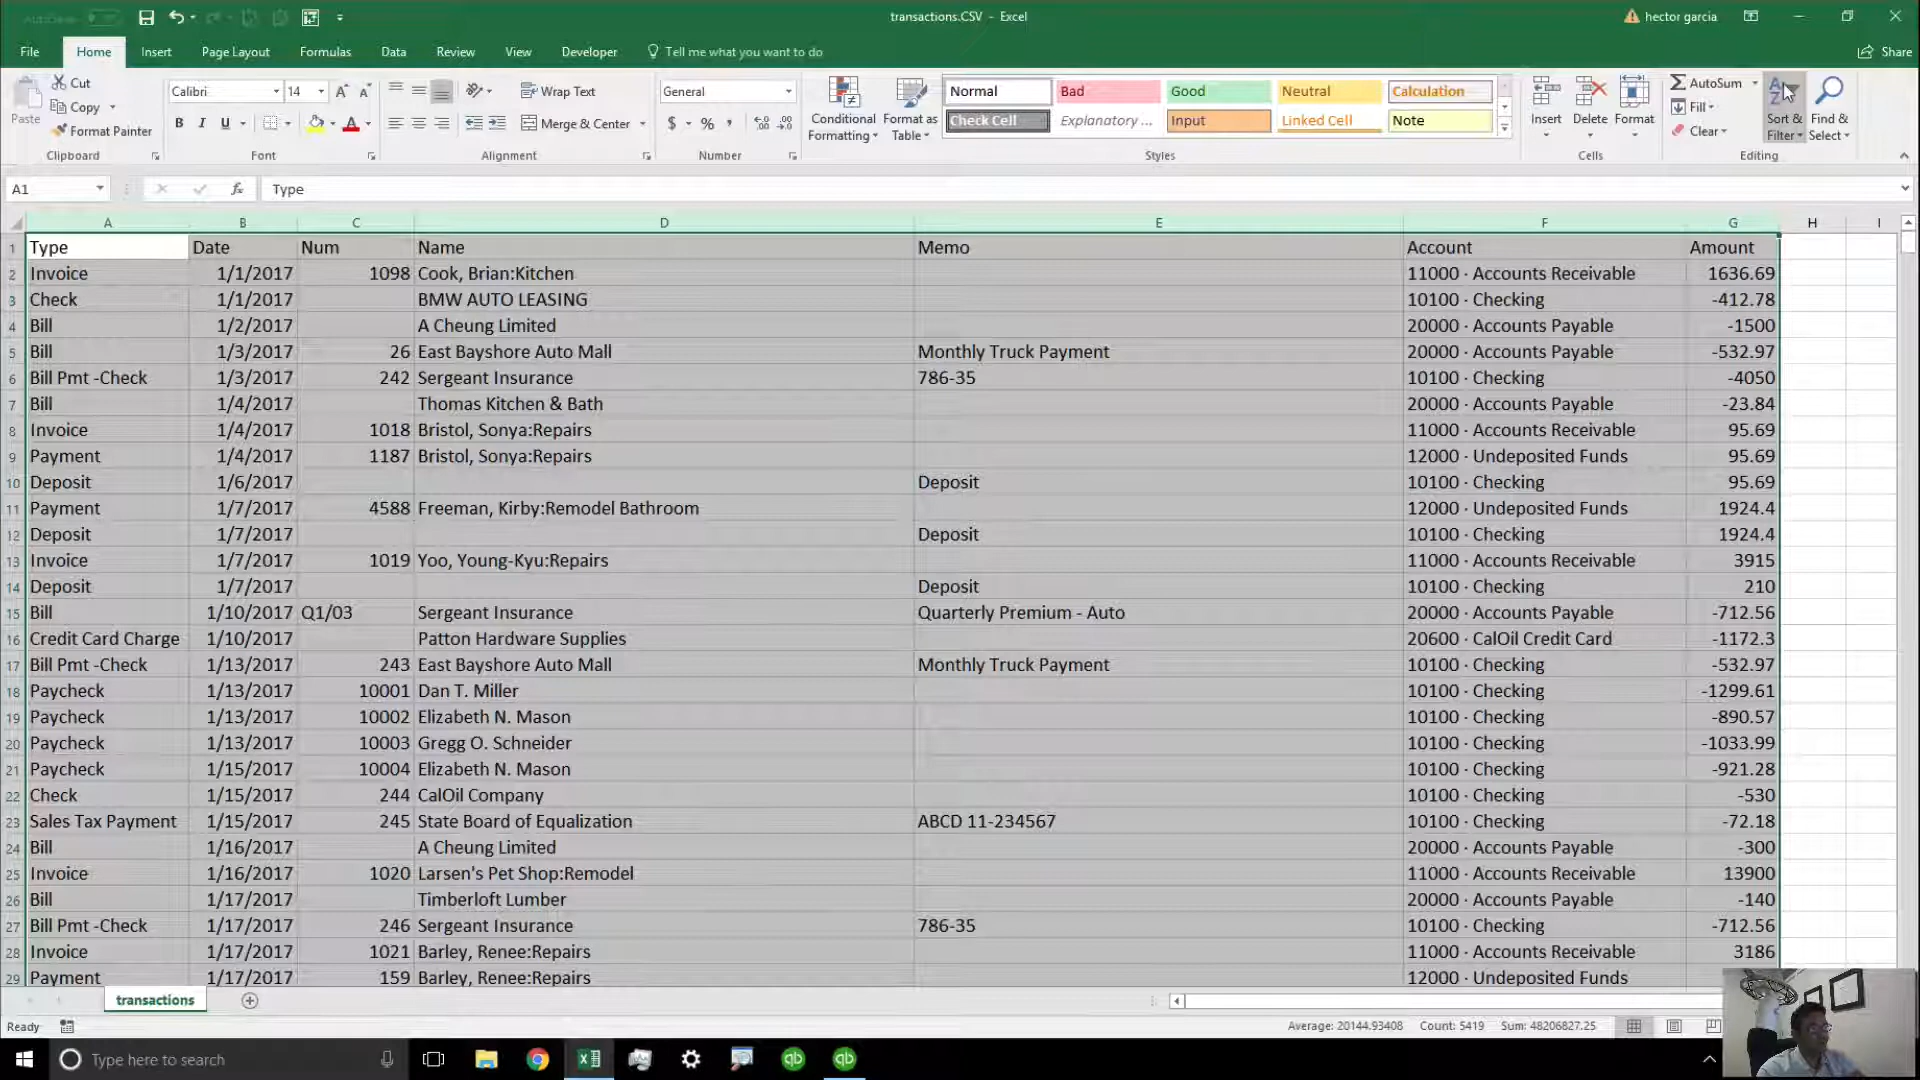 transactions.CSV - Excel
hector garcia
File Home Insert Page Layout Formulas Data Review View Developer Tell me what you want to do Share
Paste
Cut
Copy
Format Painter
Clipboard
Calibri 14
B I U
Font
Wrap Text
Merge & Center
Alignment
General
$ % ,
Number
Conditional Formatting
Format as Table
Normal Bad Good Neutral Calculation
Check Cell Explanatory ... Input Linked Cell Note
Styles
Insert Delete Format
Cells
AutoSum
Fill
Clear
Sort & Filter
Find & Select
Editing
A1 fx Type
A B C D E F G H I
1 Type Date Num Name Memo Account Amount
2 Invoice 1/1/2017 1098 Cook, Brian:Kitchen 11000 · Accounts Receivable 1636.69
3 Check 1/1/2017 BMW AUTO LEASING 10100 · Checking -412.78
4 Bill 1/2/2017 A Cheung Limited 20000 · Accounts Payable -1500
5 Bill 1/3/2017 26 East Bayshore Auto Mall Monthly Truck Payment 20000 · Accounts Payable -532.97
6 Bill Pmt -Check 1/3/2017 242 Sergeant Insurance 786-35 10100 · Checking -4050
7 Bill 1/4/2017 Thomas Kitchen & Bath 20000 · Accounts Payable -23.84
8 Invoice 1/4/2017 1018 Bristol, Sonya:Repairs 11000 · Accounts Receivable 95.69
9 Payment 1/4/2017 1187 Bristol, Sonya:Repairs 12000 · Undeposited Funds 95.69
10 Deposit 1/6/2017 Deposit 10100 · Checking 95.69
11 Payment 1/7/2017 4588 Freeman, Kirby:Remodel Bathroom 12000 · Undeposited Funds 1924.4
12 Deposit 1/7/2017 Deposit 10100 · Checking 1924.4
13 Invoice 1/7/2017 1019 Yoo, Young-Kyu:Repairs 11000 · Accounts Receivable 3915
14 Deposit 1/7/2017 Deposit 10100 · Checking 210
15 Bill 1/10/2017 Q1/03 Sergeant Insurance Quarterly Premium - Auto 20000 · Accounts Payable -712.56
16 Credit Card Charge 1/10/2017 Patton Hardware Supplies 20600 · CalOil Credit Card -1172.3
17 Bill Pmt -Check 1/13/2017 243 East Bayshore Auto Mall Monthly Truck Payment 10100 · Checking -532.97
18 Paycheck 1/13/2017 10001 Dan T. Miller 10100 · Checking -1299.61
19 Paycheck 1/13/2017 10002 Elizabeth N. Mason 10100 · Checking -890.57
20 Paycheck 1/13/2017 10003 Gregg O. Schneider 10100 · Checking -1033.99
21 Paycheck 1/15/2017 10004 Elizabeth N. Mason 10100 · Checking -921.28
22 Check 1/15/2017 244 CalOil Company 10100 · Checking -530
23 Sales Tax Payment 1/15/2017 245 State Board of Equalization ABCD 11-234567 10100 · Checking -72.18
24 Bill 1/16/2017 A Cheung Limited 20000 · Accounts Payable -300
25 Invoice 1/16/2017 1020 Larsen's Pet Shop:Remodel 11000 · Accounts Receivable 13900
26 Bill 1/17/2017 Timberloft Lumber 20000 · Accounts Payable -140
27 Bill Pmt -Check 1/17/2017 246 Sergeant Insurance 786-35 10100 · Checking -712.56
28 Invoice 1/17/2017 1021 Barley, Renee:Repairs 11000 · Accounts Receivable 3186
29 Payment 1/17/2017 159 Barley, Renee:Repairs 12000 · Undeposited Funds
transactions
Ready Average: 20144.93408 Count: 5419 Sum: 48206827.25
Type here to search